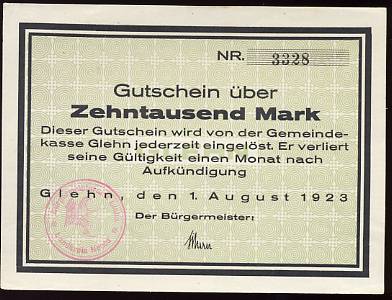 NR. 3328
Gutschein über
Zehntausend Mark
Dieser Gutschein wird von der Gemeinde-
kasse Glehn jederzeit eingelöst. Er verliert
seine Gültigkeit einen Monat nach
Aufkündigung
Glehn, den 1. August 1923
Der Bürgermeister: